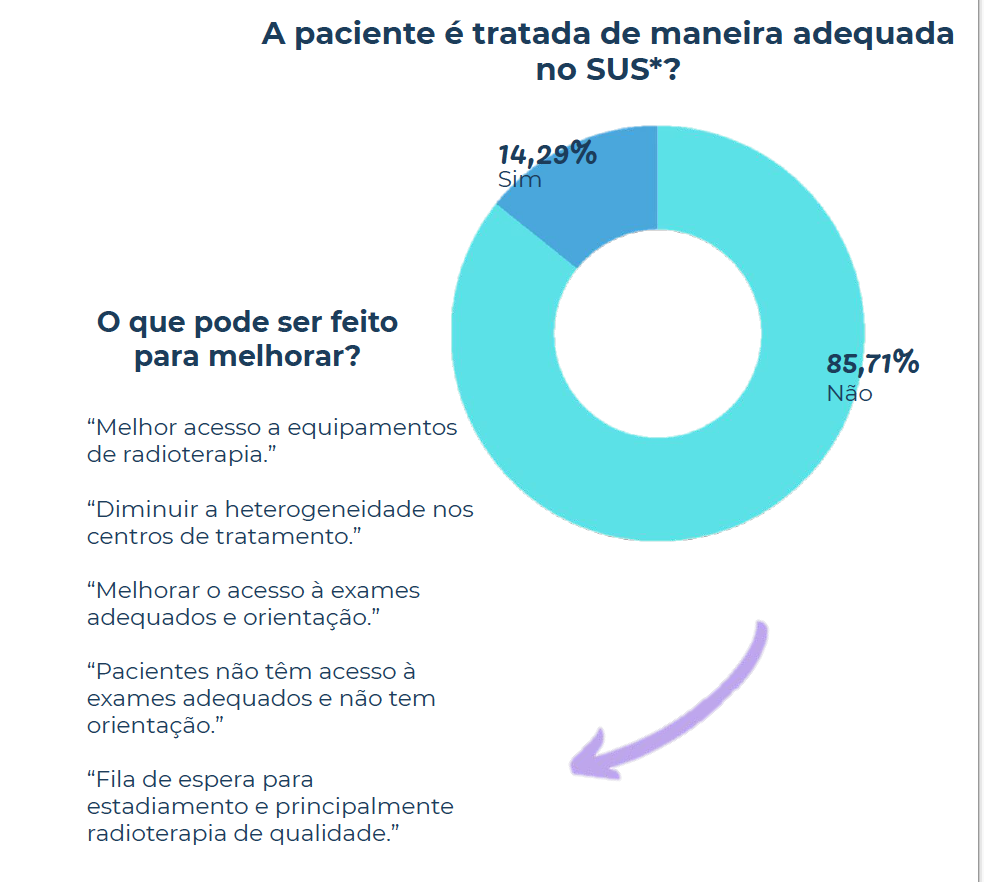 A paciente é tratada de maneira adequada
no SUS*?
14,29%
Sim
85,71%
Não
O que pode ser feito
para melhorar?
“Melhor acesso a equipamentos
de radioterapia.”
“Diminuir a heterogeneidade nos
centros de tratamento.”
“Melhorar o acesso à exames
adequados e orientação.”
“Pacientes não têm acesso à
exames adequados e não tem
orientação.”
“Fila de espera para
estadiamento e principalmente
radioterapia de qualidade.”